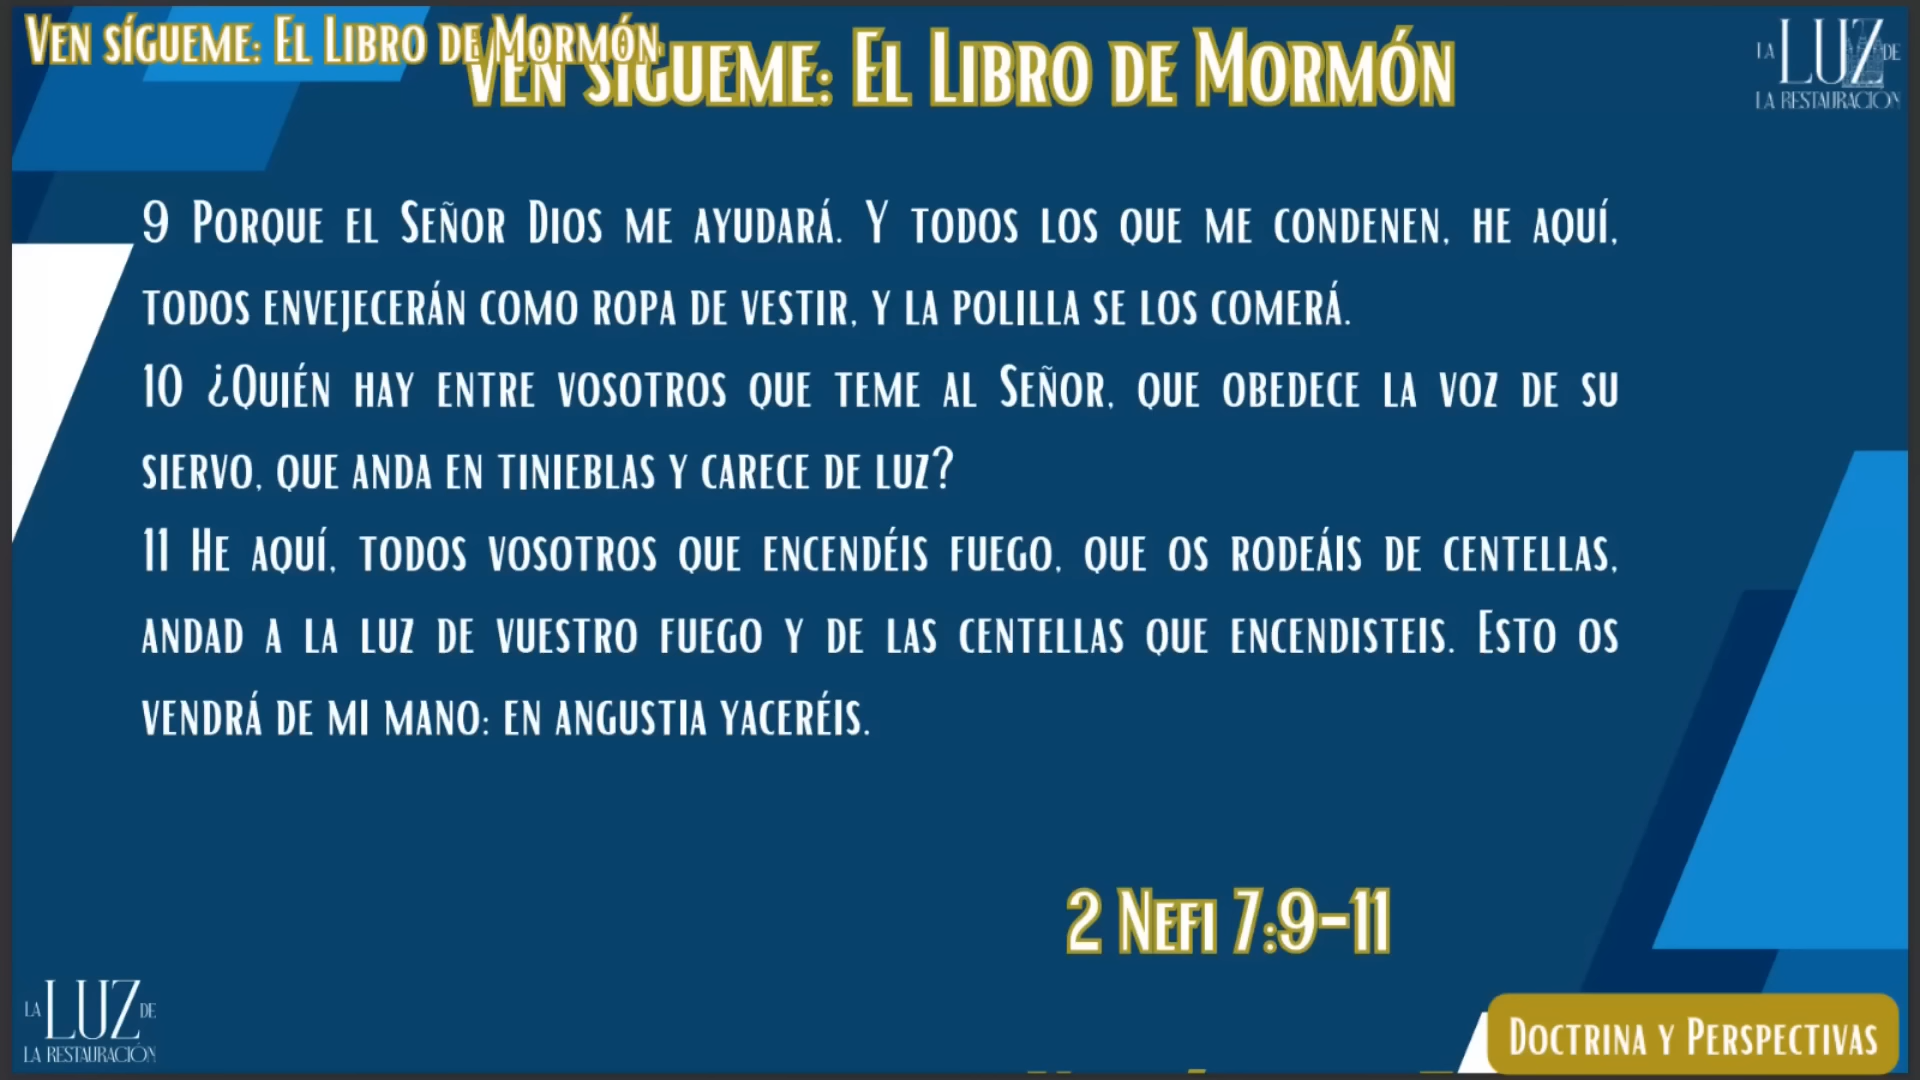 Ven sígueme: El Libro de Mormón
Ven sígueme: El Libro de Mormón
LA LUZ DE
LA RESTAURACIÓN
9 Porque el Señor Dios me ayudará. Y todos los que me condenen, he aquí,
todos envejecerán como ropa de vestir, y la polilla se los comerá.
10 ¿Quién hay entre vosotros que teme al Señor, que obedece la voz de su
siervo, que anda en tinieblas y carece de luz?
11 He aquí, todos vosotros que encendéis fuego, que os rodeáis de centellas,
andad a la luz de vuestro fuego y de las centellas que encendisteis. Esto os
vendrá de mi mano: en angustia yaceréis.
2 Nefi 7:9-11
LA LUZ DE
LA RESTAURACIÓN
Doctrina y Perspectivas